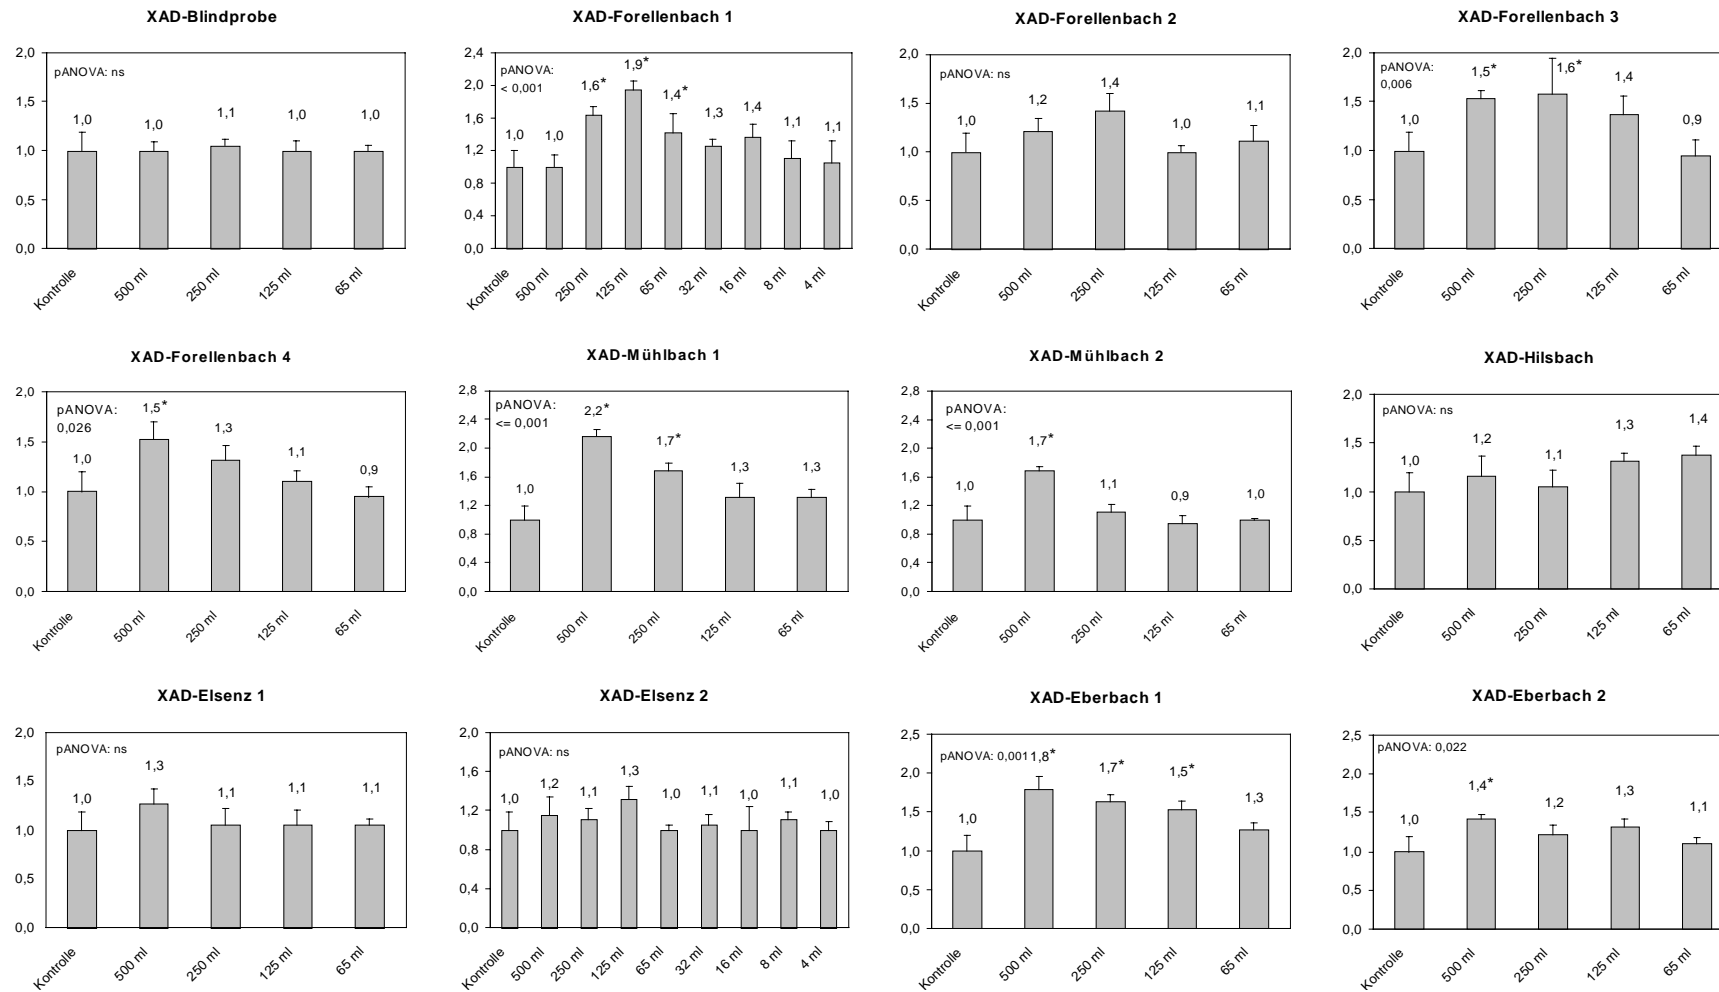 XAD-Blindprobe
2,0
1,5
1,0
0,5
0,0
pANOVA: ns
1,0
1,0
1,1
1,0
1,0
Kontrolle
500 ml
250 ml
125 ml
65 ml
XAD-Forellenbach 1
2,4
2,0
1,6
1,2
0,8
0,4
0,0
pANOVA:
< 0,001
1,0
1,0
1,6*
1,9*
1,4*
1,3
1,4
1,1
1,1
Kontrolle
500 ml
250 ml
125 ml
65 ml
32 ml
16 ml
8 ml
4 ml
XAD-Forellenbach 2
2,0
1,5
1,0
0,5
0,0
pANOVA: ns
1,0
1,2
1,4
1,0
1,1
Kontrolle
500 ml
250 ml
125 ml
65 ml
XAD-Forellenbach 3
2,0
1,5
1,0
0,5
0,0
pANOVA:
0,006
1,0
1,5*
1,6*
1,4
0,9
Kontrolle
500 ml
250 ml
125 ml
65 ml
XAD-Forellenbach 4
2,0
1,5
1,0
0,5
0,0
pANOVA:
0,026
1,0
1,5*
1,3
1,1
0,9
Kontrolle
500 ml
250 ml
125 ml
65 ml
XAD-Mühlbach 1
2,8
2,4
2,0
1,6
1,2
0,8
0,4
0,0
pANOVA:
<= 0,001
1,0
2,2*
1,7*
1,3
1,3
Kontrolle
500 ml
250 ml
125 ml
65 ml
XAD-Mühlbach 2
2,8
2,4
2,0
1,6
1,2
0,8
0,4
0,0
pANOVA:
<= 0,001
1,0
1,7*
1,1
0,9
1,0
Kontrolle
500 ml
250 ml
125 ml
65 ml
XAD-Hilsbach
2,0
1,5
1,0
0,5
0,0
pANOVA: ns
1,0
1,2
1,1
1,3
1,4
Kontrolle
500 ml
250 ml
125 ml
65 ml
XAD-Elsenz 1
2,0
1,5
1,0
0,5
0,0
pANOVA: ns
1,0
1,3
1,1
1,1
1,1
Kontrolle
500 ml
250 ml
125 ml
65 ml
XAD-Elsenz 2
2,0
1,6
1,2
0,8
0,4
0,0
pANOVA: ns
1,0
1,2
1,1
1,3
1,0
1,1
1,0
1,1
1,0
Kontrolle
500 ml
250 ml
125 ml
65 ml
32 ml
16 ml
8 ml
4 ml
XAD-Eberbach 1
2,5
2,0
1,5
1,0
0,5
0,0
pANOVA: 0,001
1,0
1,8*
1,7*
1,5*
1,3
Kontrolle
500 ml
250 ml
125 ml
65 ml
XAD-Eberbach 2
2,5
2,0
1,5
1,0
0,5
0,0
pANOVA: 0,022
1,0
1,4*
1,2
1,3
1,1
Kontrolle
500 ml
250 ml
125 ml
65 ml